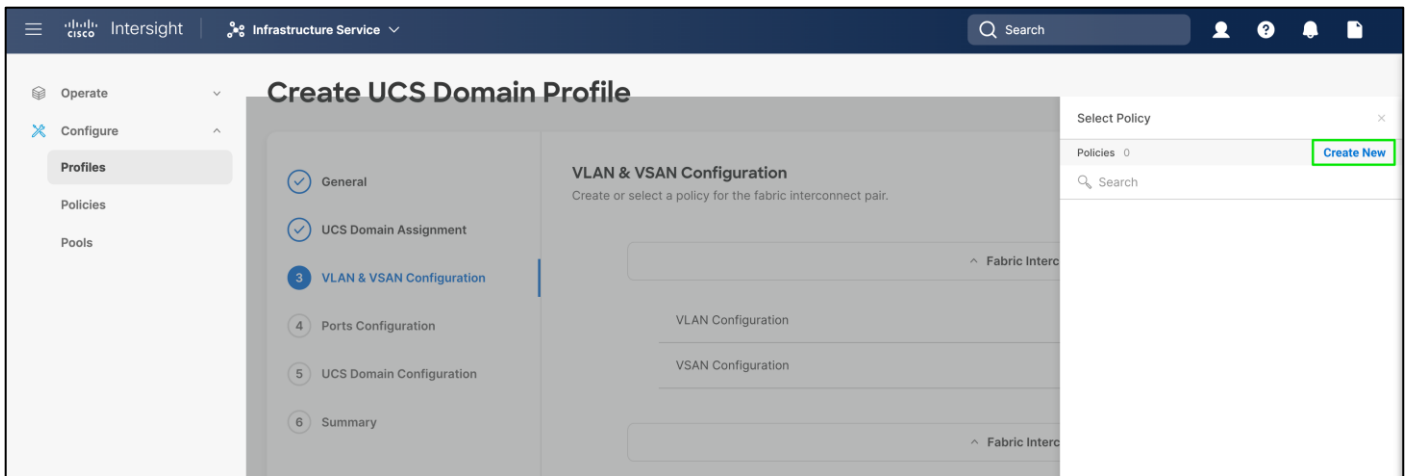 CISCO Intersight
Infrastructure Service
Search
Operate
Configure
Profiles
Policies
Pools
Create UCS Domain Profile
General
UCS Domain Assignment
3 VLAN & VSAN Configuration
4 Ports Configuration
5 UCS Domain Configuration
6 Summary
VLAN & VSAN Configuration
Create or select a policy for the fabric interconnect pair.
Fabric Interc
VLAN Configuration
VSAN Configuration
Fabric Interc
Select Policy
Policies 0 Create New
Search